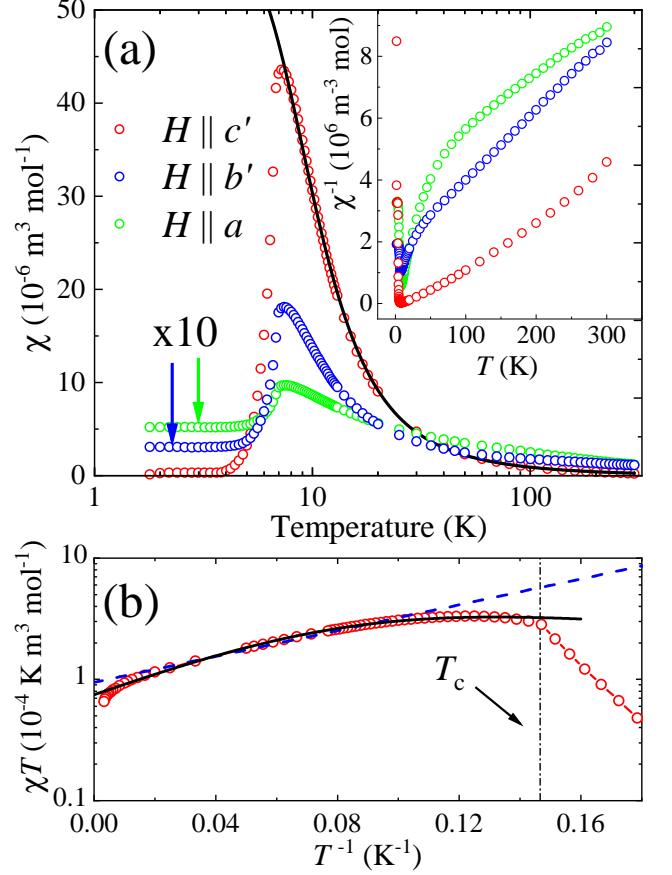 (a)
50
40
30
20
10
0
χ (10⁻⁶ m³ mol⁻¹)
H || c'
H || b'
H || a
x10
1
10
100
Temperature (K)
8
6
4
2
0
χ⁻¹ (10⁶ m⁻³ mol)
0
100
200
300
T (K)
(b)
10
1
0.1
χT (10⁻⁴ K m³ mol⁻¹)
T_c
0.00
0.04
0.08
0.12
0.16
T ⁻¹ (K⁻¹)